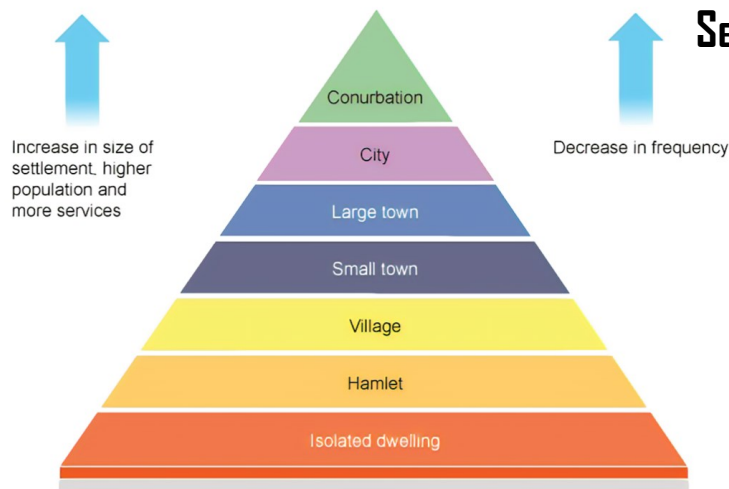 Se
Increase in size of
settlement, higher
population and
more services
Decrease in frequency
Conurbation
City
Large town
Small town
Village
Hamlet
Isolated dwelling